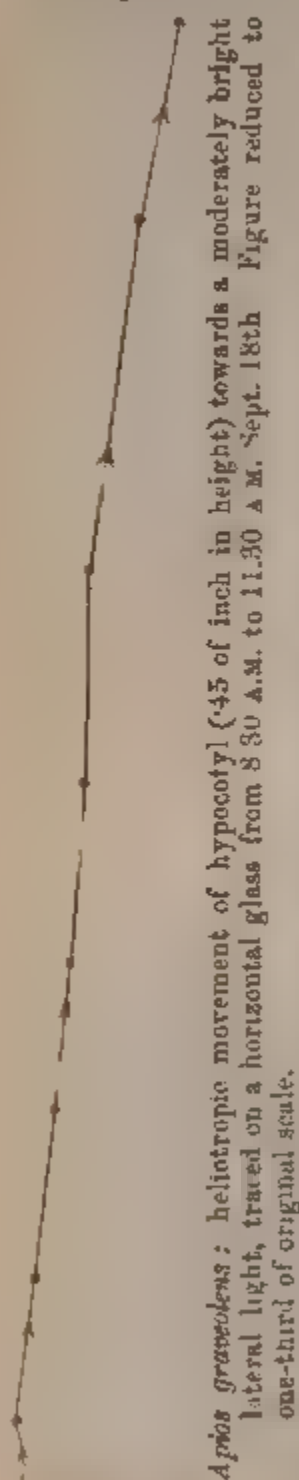 Apios graveolens: heliotropic movement of hypocotyl (·45 of inch in height) towards a moderately bright
lateral light, traced on a horizontal glass from 8 30 A.M. to 11.30 A M. Sept. 18th Figure reduced to
one-third of original scale.